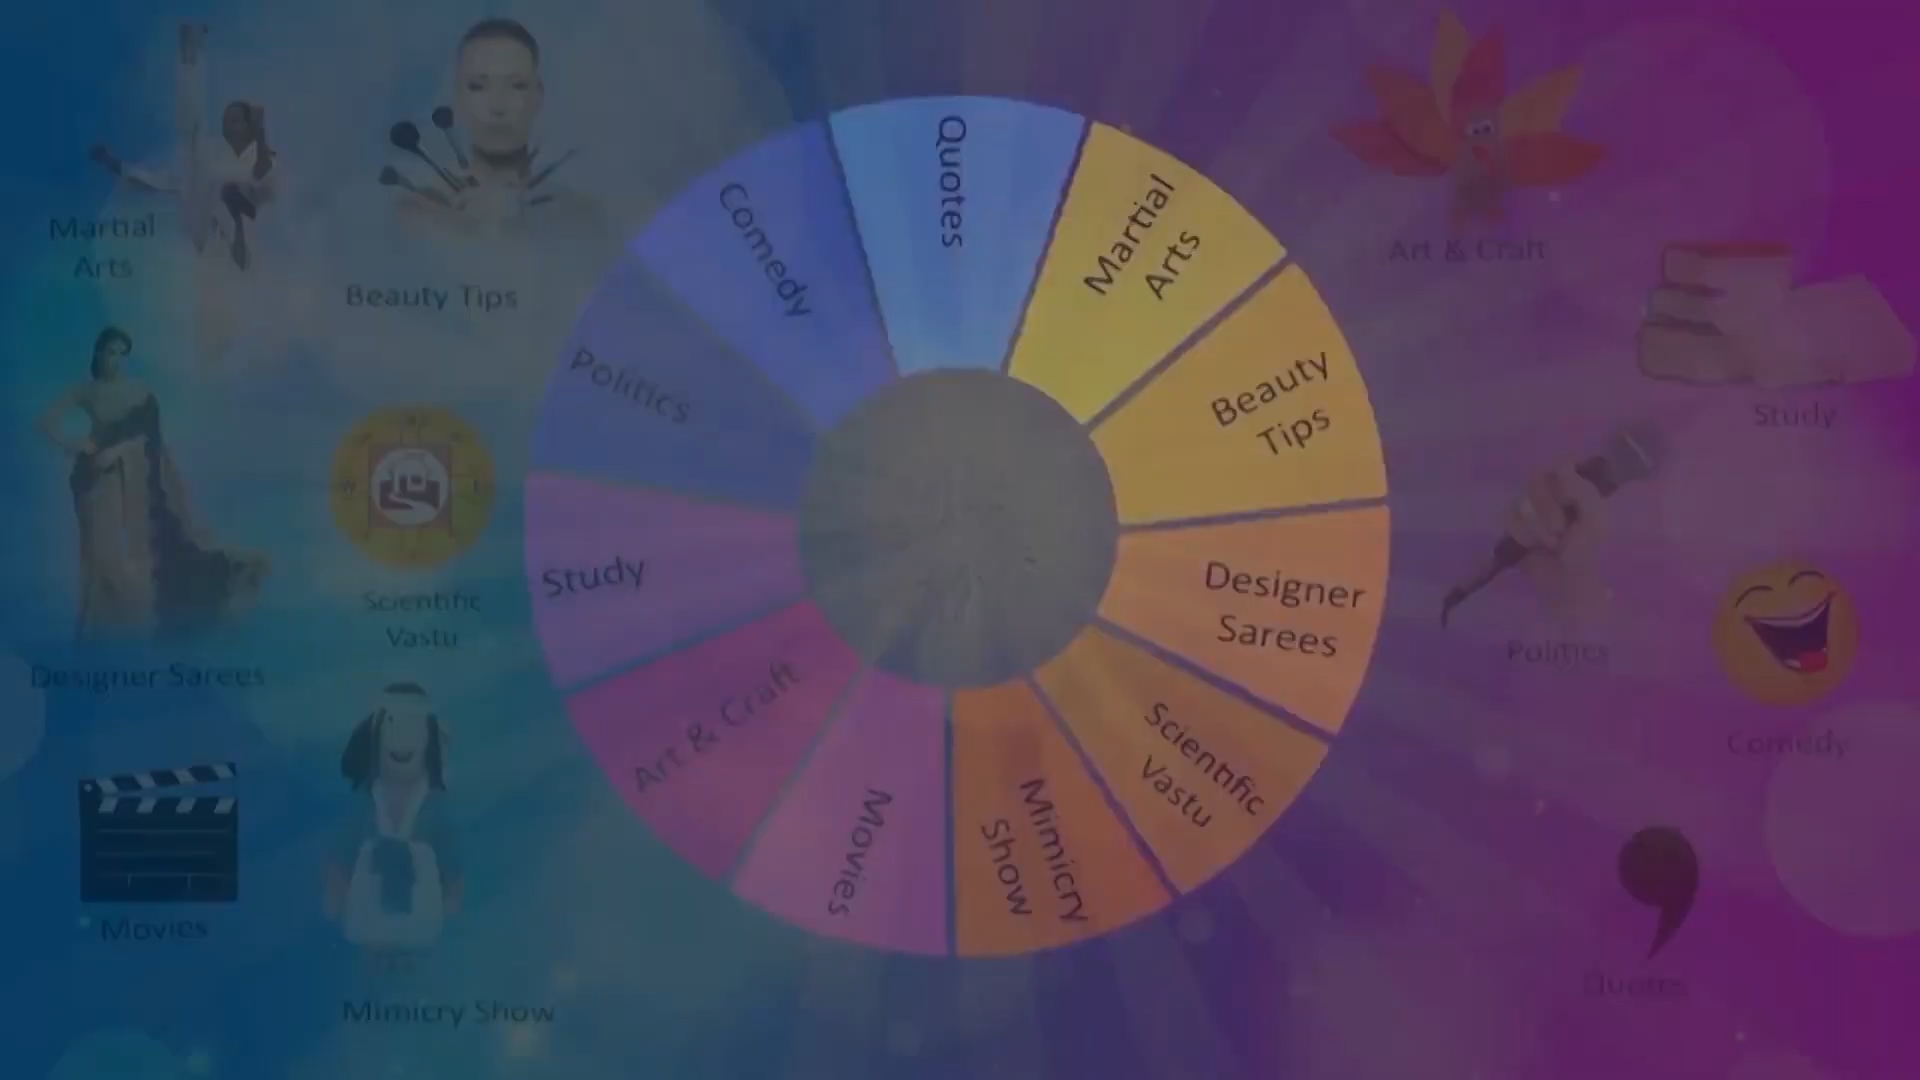 Quotes
Martial
Arts
Beauty
Tips
Designer
Sarees
Scientific
Vastu
Mimicry
Show
Movies
Art & Craft
Study
Politics
Comedy
Martial
Arts
Beauty Tips
Designer Sarees
Scientific
Vastu
Movies
Mimicry Show
Art & Craft
Study
Politics
Comedy
Quotes